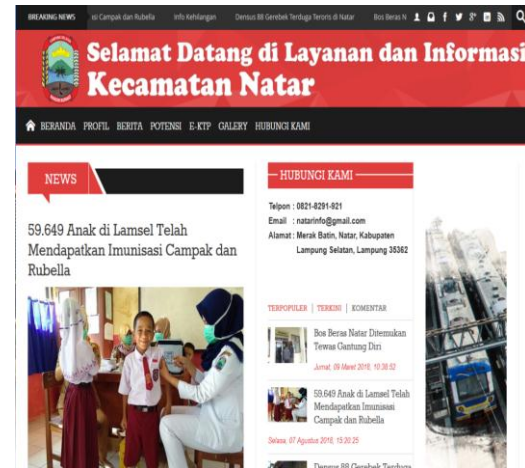 BREAKING NEWS
si Campak dan Rubella
Info Kehilangan
Densus 88 Gerebek Terduga Teroris di Natar
Bos Beras N
Selamat Datang di Layanan dan Informasi
Kecamatan Natar
BERANDA PROFIL BERITA POTENSI E-KTP GALERY HUBUNGI KAMI
NEWS
59.649 Anak di Lamsel Telah
Mendapatkan Imunisasi Campak dan
Rubella
HUBUNGI KAMI
Telpon : 0821-8291-921
Email : natarinfo@gmail.com
Alamat : Merak Batin, Natar, Kabupaten
Lampung Selatan, Lampung 35362
TERPOPULER | TERKINI | KOMENTAR
Bos Beras Natar Ditemukan
Tewas Gantung Diri
Jumat, 09 Maret 2018, 10:38:52
59.649 Anak di Lamsel Telah
Mendapatkan Imunisasi
Campak dan Rubella
Selasa, 07 Agustus 2018, 15:20:25
Densus 88 Gerebek Terduga